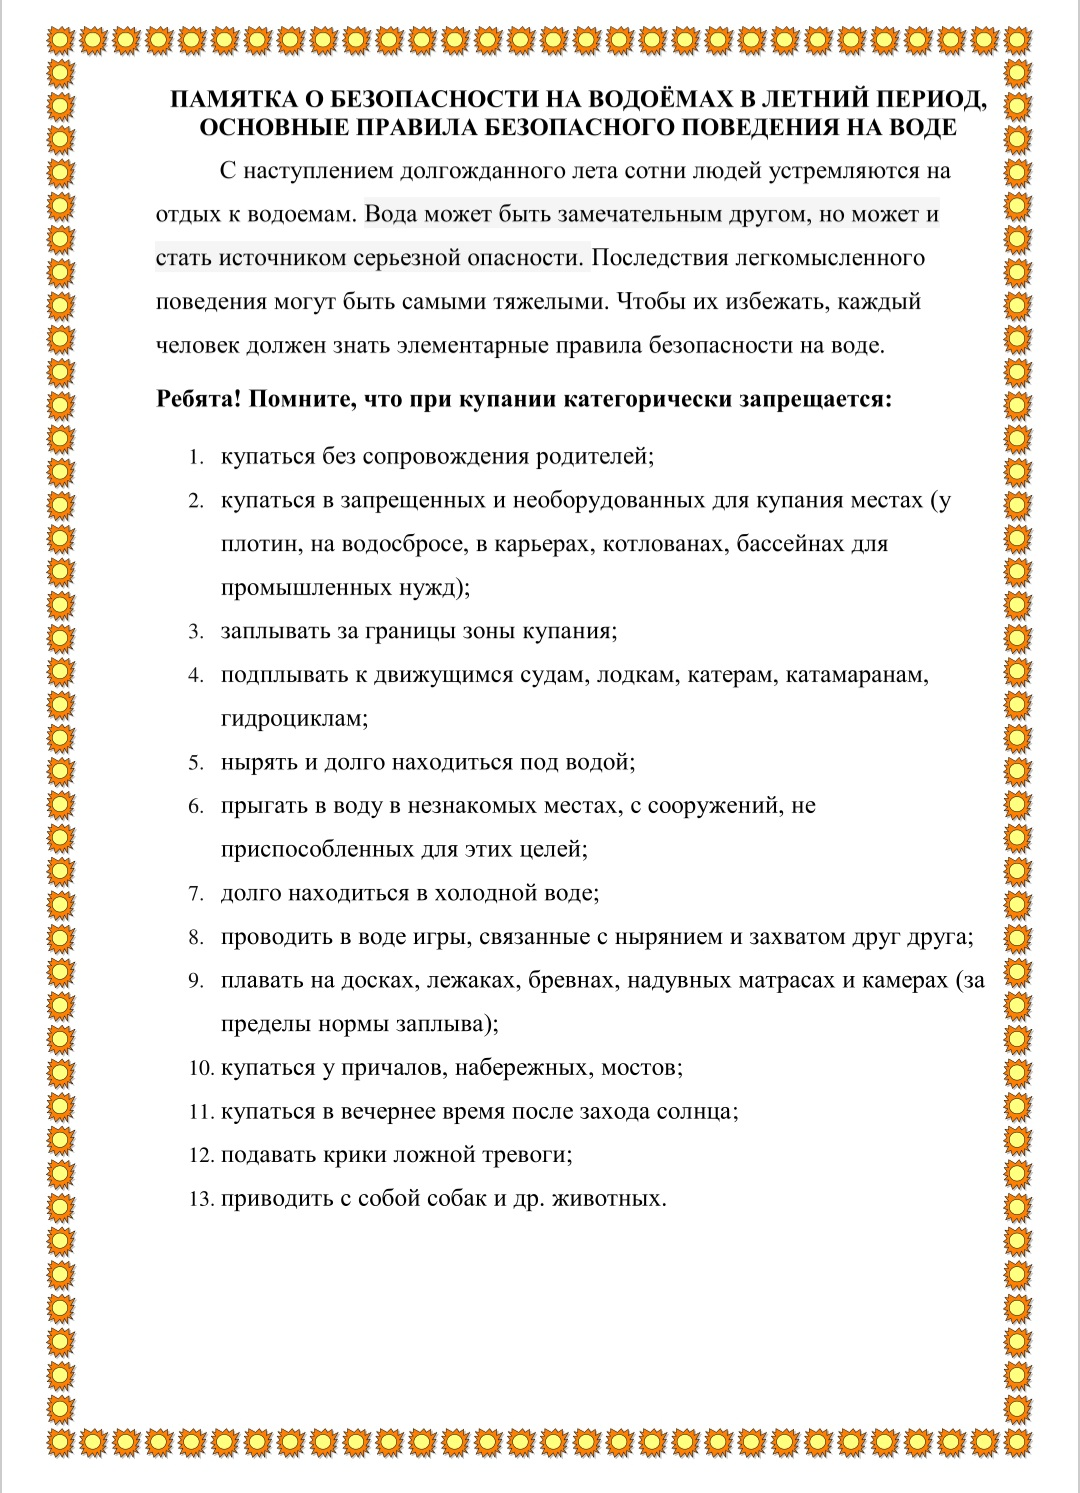 ПАМЯТКА О БЕЗОПАСНОСТИ НА ВОДОЁМАХ В ЛЕТНИЙ ПЕРИОД,
ОСНОВНЫЕ ПРАВИЛА БЕЗОПАСНОГО ПОВЕДЕНИЯ НА ВОДЕ
С наступлением долгожданного лета сотни людей устремляются на
отдых к водоемам. Вода может быть замечательным другом, но может и
стать источником серьезной опасности. Последствия легкомысленного
поведения могут быть самыми тяжелыми. Чтобы их избежать, каждый
человек должен знать элементарные правила безопасности на воде.
Ребята! Помните, что при купании категорически запрещается:
1. купаться без сопровождения родителей;
2. купаться в запрещенных и необорудованных для купания местах (у
плотин, на водосбросе, в карьерах, котлованах, бассейнах для
промышленных нужд);
3. заплывать за границы зоны купания;
4. подплывать к движущимся судам, лодкам, катерам, катамаранам,
гидроциклам;
5. нырять и долго находиться под водой;
6. прыгать в воду в незнакомых местах, с сооружений, не
приспособленных для этих целей;
7. долго находиться в холодной воде;
8. проводить в воде игры, связанные с нырянием и захватом друг друга;
9. плавать на досках, лежаках, бревнах, надувных матрасах и камерах (за
пределы нормы заплыва);
10. купаться у причалов, набережных, мостов;
11. купаться в вечернее время после захода солнца;
12. подавать крики ложной тревоги;
13. приводить с собой собак и др. животных.